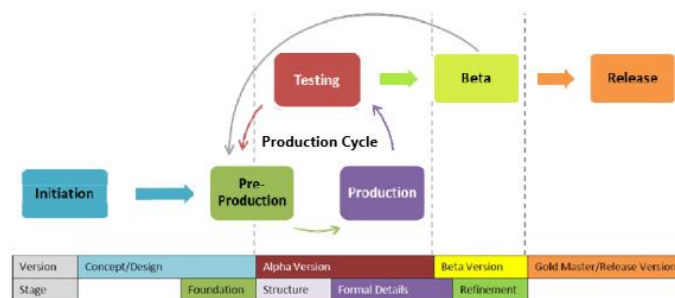 Testing
Beta
Release
Production Cycle
Initiation
Pre-
Production
Production
Version Concept/Design Alpha Version Beta Version Gold Master/Release Version
Stage Foundation Structure Formal Details Refinement